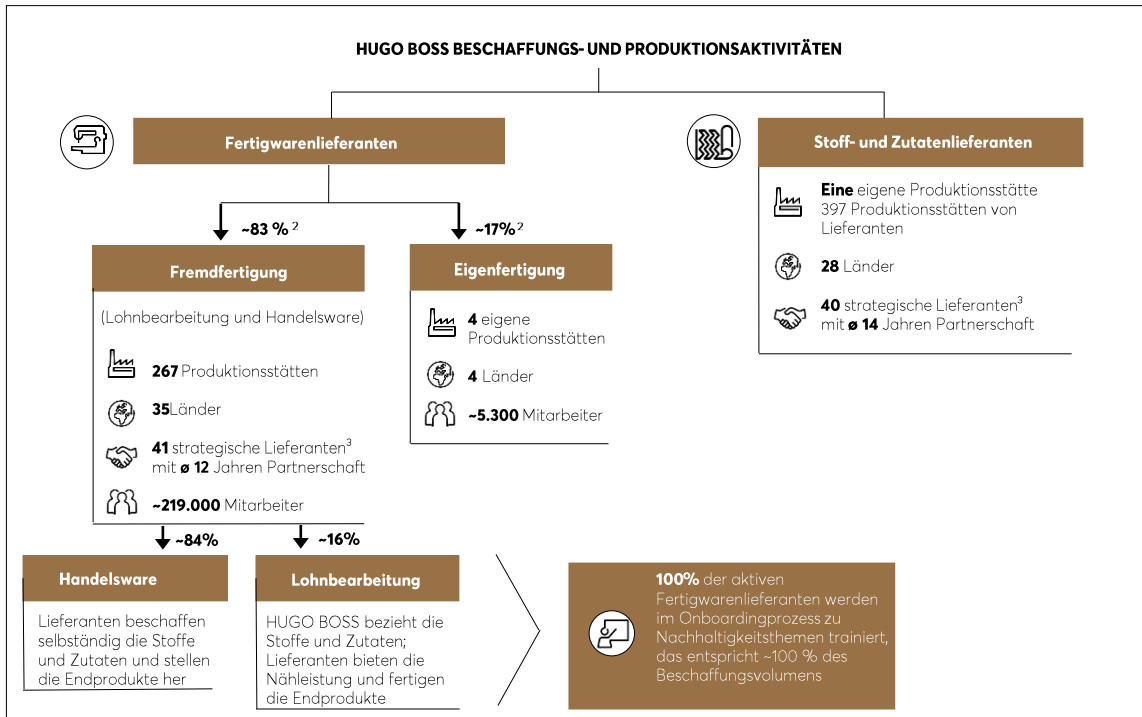 HUGO BOSS BESCHAFFUNGS- UND PRODUKTIONSAKTIVITÄTEN
Fertigwarenlieferanten
~83 % ²
Fremdfertigung
(Lohnbearbeitung und Handelsware)
267 Produktionsstätten
35Länder
41 strategische Lieferanten³
mit ø 12 Jahren Partnerschaft
~219.000 Mitarbeiter
~17%²
Eigenfertigung
4 eigene
Produktionsstätten
4 Länder
~5.300 Mitarbeiter
Stoff- und Zutatenlieferanten
Eine eigene Produktionsstätte
397 Produktionsstätten von
Lieferanten
28 Länder
40 strategische Lieferanten³
mit ø 14 Jahren Partnerschaft
~84%
Handelsware
Lieferanten beschaffen
selbständig die Stoffe
und Zutaten und stellen
die Endprodukte her
~16%
Lohnbearbeitung
HUGO BOSS bezieht die
Stoffe und Zutaten;
Lieferanten bieten die
Nähleistung und fertigen
die Endprodukte
100% der aktiven
Fertigwarenlieferanten werden
im Onboardingprozess zu
Nachhaltigkeitsthemen trainiert,
das entspricht ~100 % des
Beschaffungsvolumens